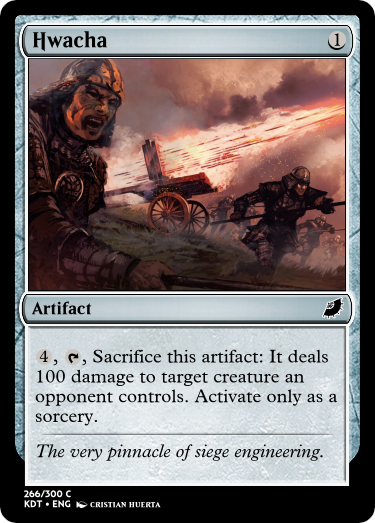 Hwacha 1
Artifact
4, T, Sacrifice this artifact: It deals
100 damage to target creature an
opponent controls. Activate only as a
sorcery.
The very pinnacle of siege engineering.
266/300 C
KDT • ENG CRISTIAN HUERTA